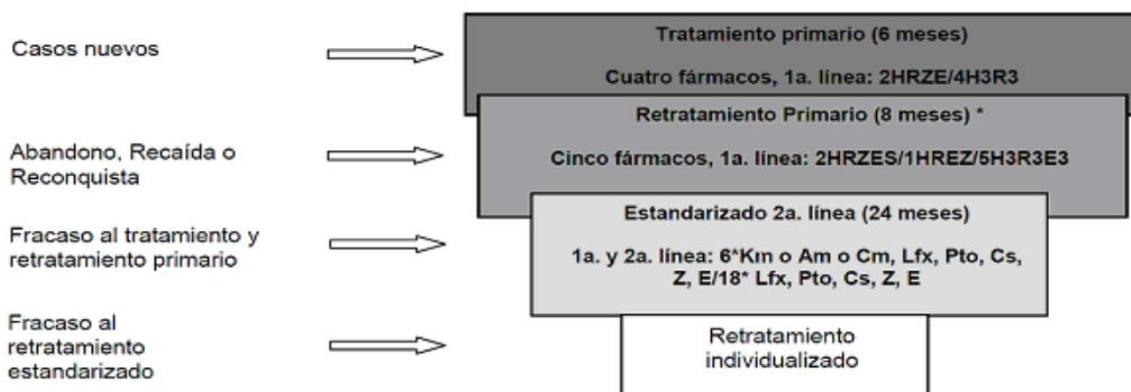 Casos nuevos
Tratamiento primario (6 meses)
Cuatro fármacos, 1a. línea: 2HRZE/4H3R3
Abandono, Recaída o
Reconquista
Retratamiento Primario (8 meses) *
Cinco fármacos, 1a. línea: 2HRZES/1HREZ/5H3R3E3
Fracaso al tratamiento y
retratamiento primario
Estandarizado 2a. línea (24 meses)
1a. y 2a. línea: 6*Km o Am o Cm, Lfx, Pto, Cs,
Z, E/18* Lfx, Pto, Cs, Z, E
Fracaso al
retratamiento
estandarizado
Retratamiento
individualizado